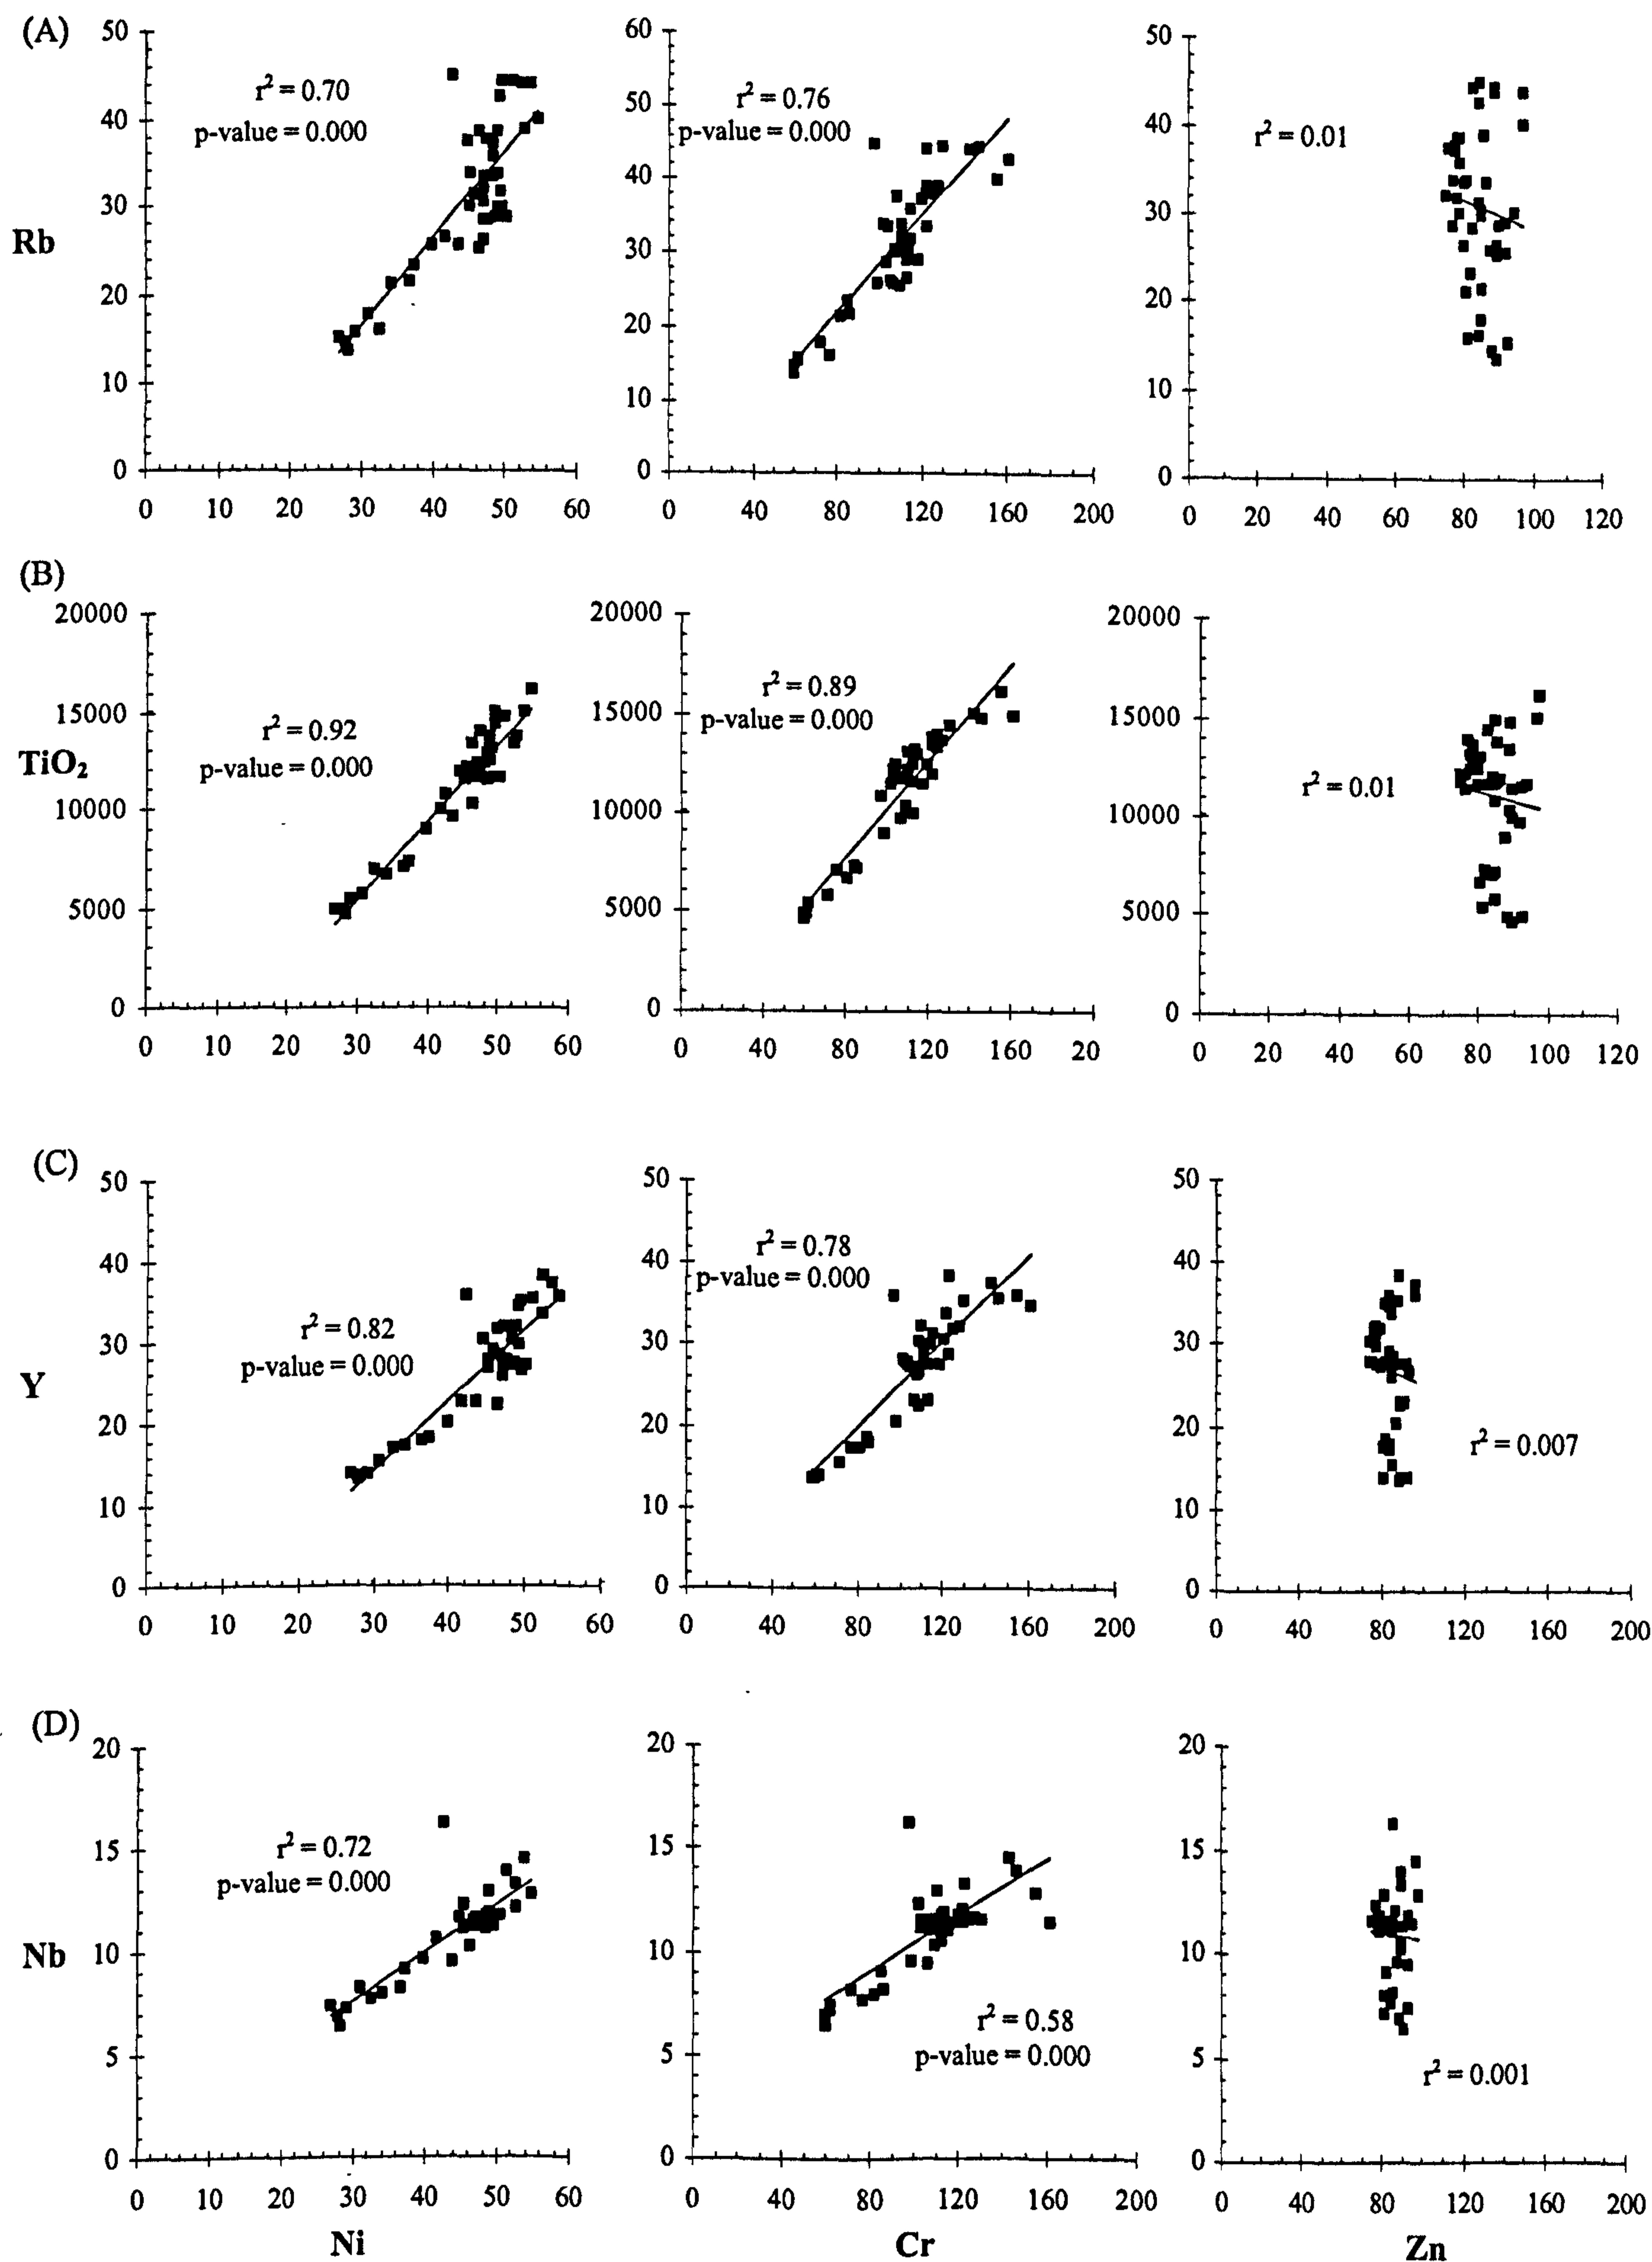 (A)
50
40
30
20
10
0
Rb
r² = 0.70
p-value = 0.000
0 10 20 30 40 50 60
60
50
40
30
20
10
0
r² = 0.76
p-value = 0.000
0 40 80 120 160 200
50
40
30
20
10
0
r² = 0.01
0 20 40 60 80 100 120
(B)
20000
15000
10000
5000
0
TiO₂
r² = 0.92
p-value = 0.000
0 10 20 30 40 50 60
20000
15000
10000
5000
0
r² = 0.89
p-value = 0.000
0 40 80 120 160 20
20000
15000
10000
5000
0
r² = 0.01
0 20 40 60 80 100 120
(C)
50
40
30
20
10
0
Y
r² = 0.82
p-value = 0.000
0 10 20 30 40 50 60
50
40
30
20
10
0
r² = 0.78
p-value = 0.000
0 40 80 120 160 200
50
40
30
20
10
0
r² = 0.007
0 40 80 120 160 200
(D)
20
15
10
5
0
Nb
r² = 0.72
p-value = 0.000
0 10 20 30 40 50 60
Ni
20
15
10
5
0
r² = 0.58
p-value = 0.000
0 40 80 120 160 200
Cr
20
15
10
5
0
r² = 0.001
0 40 80 120 160 200
Zn